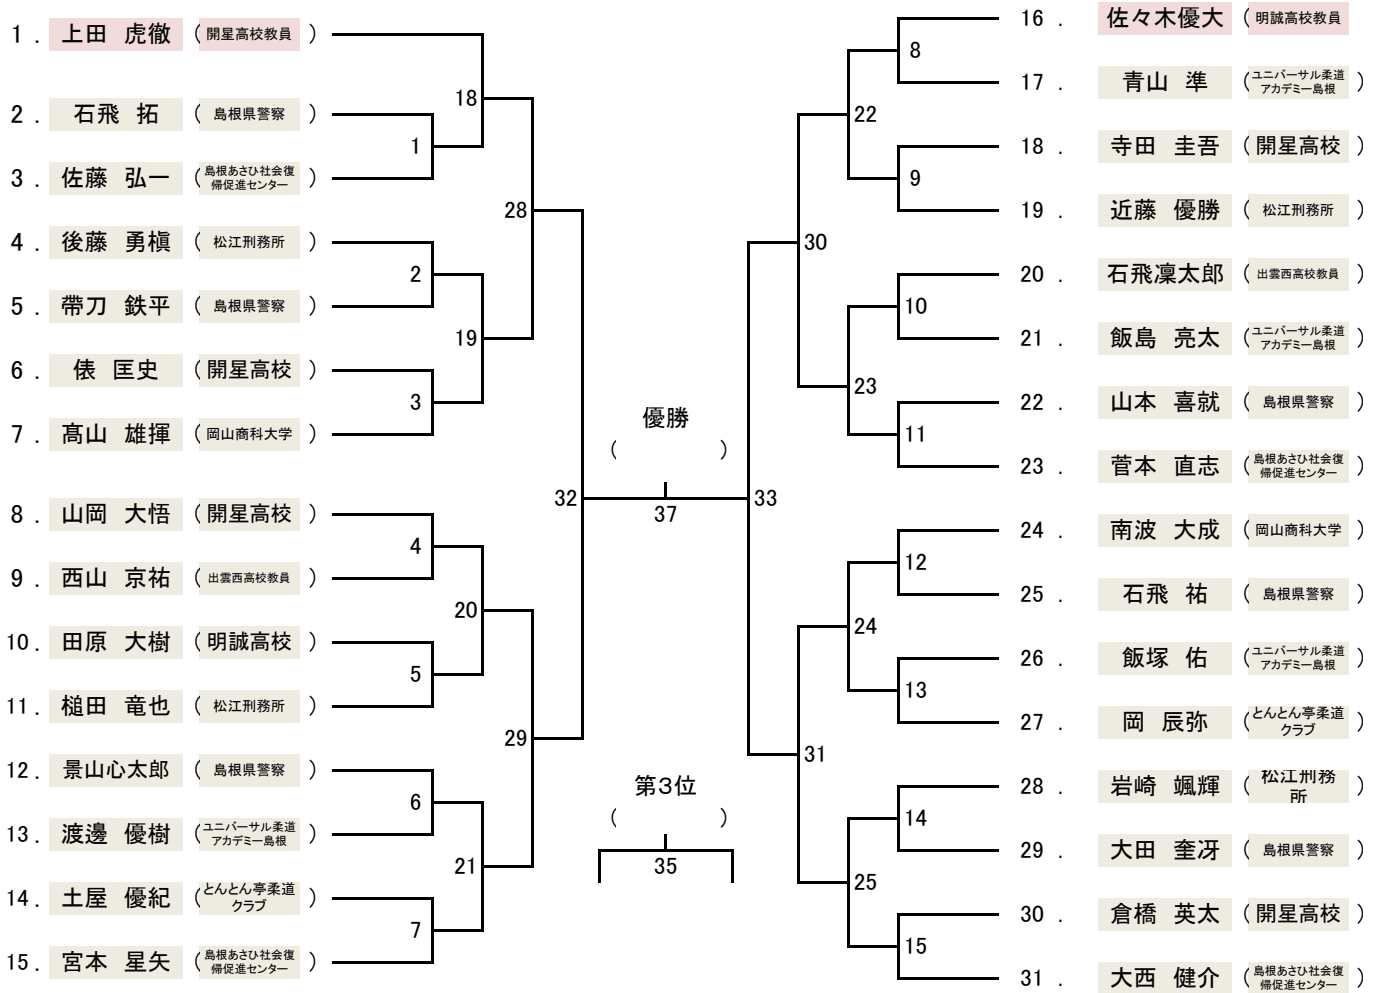 1 . 上田 虎徹 ( 開星高校教員 )
2 . 石飛 拓 ( 島根県警察 )
3 . 佐藤 弘一 ( 島根あさひ社会復
帰促進センター )
4 . 後藤 勇槙 ( 松江刑務所 )
5 . 帶刀 鉄平 ( 島根県警察 )
6 . 俵 匡史 ( 開星高校 )
7 . 髙山 雄揮 ( 岡山商科大学 )
8 . 山岡 大悟 ( 開星高校 )
9 . 西山 京祐 ( 出雲西高校教員 )
10 . 田原 大樹 ( 明誠高校 )
11 . 槌田 竜也 ( 松江刑務所 )
12 . 景山心太郎 ( 島根県警察 )
13 . 渡邊 優樹 ( ユニバーサル柔道
アカデミー島根 )
14 . 土屋 優紀 ( とんとん亭柔道
クラブ )
15 . 宮本 星矢 ( 島根あさひ社会復
帰促進センター )
1
2
3
4
5
6
7
18
19
20
21
28
29
32
優勝
( )
37
第3位
( )
35
33
30
31
22
23
24
25
8
9
10
11
12
13
14
15
16 . 佐々木優大 ( 明誠高校教員
17 . 青山 準 ( ユニバーサル柔道
アカデミー島根 )
18 . 寺田 圭吾 ( 開星高校 )
19 . 近藤 優勝 ( 松江刑務所 )
20 . 石飛凜太郎 ( 出雲西高校教員 )
21 . 飯島 亮太 ( ユニバーサル柔道
アカデミー島根 )
22 . 山本 喜就 ( 島根県警察 )
23 . 菅本 直志 ( 島根あさひ社会復
帰促進センター )
24 . 南波 大成 ( 岡山商科大学 )
25 . 石飛 祐 ( 島根県警察 )
26 . 飯塚 佑 ( ユニバーサル柔道
アカデミー島根 )
27 . 岡 辰弥 ( とんとん亭柔道
クラブ )
28 . 岩崎 颯輝 ( 松江刑務
所 )
29 . 大田 奎冴 ( 島根県警察 )
30 . 倉橋 英太 ( 開星高校 )
31 . 大西 健介 ( 島根あさひ社会復
帰促進センター )